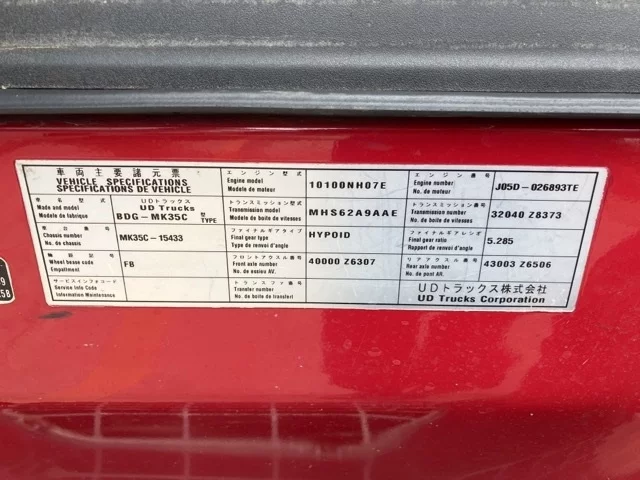 車両主要諸元票
VEHICLE SPECIFICATIONS
SPECIFICATIONS DE VEHICLE
エンジン型式
Engine model
Modele de moteur
10100NH07E
エンジン番号
Engine number
No. de moteur
J05D-026893TE
車名・型式
Made and model
Modele de fabrique
UDトラックス
UD Trucks
BDG-MK35C
型
TYPE
トランスミッション型式
Transmission model
Modele de boite de vitesses
MHS62A9AAE
トランスミッション番号
Transmission number
No. de boite de vitesses
32040 Z8373
車台番号
Chassis number
No. de chassis
MK35C-15433
ファイナルギアタイプ
Final gear type
Type de renvoi d'angle
HYPOID
ファイナルギアレシオ
Final gear ratio
Rapport de renvoi d'angle
5.285
軸距記号
Wheel base code
Empattement
FB
フロントアクスル番号
Front axle number
No. de essieu AV.
40000 Z6307
リアアクスル番号
Rear axle number
No. de pont AR.
43003 Z6506
サービスインフォコード
Service Info Code
Information Maintenance
トランスファ番号
Transfer number
No. de boite de transfert
UDトラックス株式会社
UD Trucks Corporation
9
258